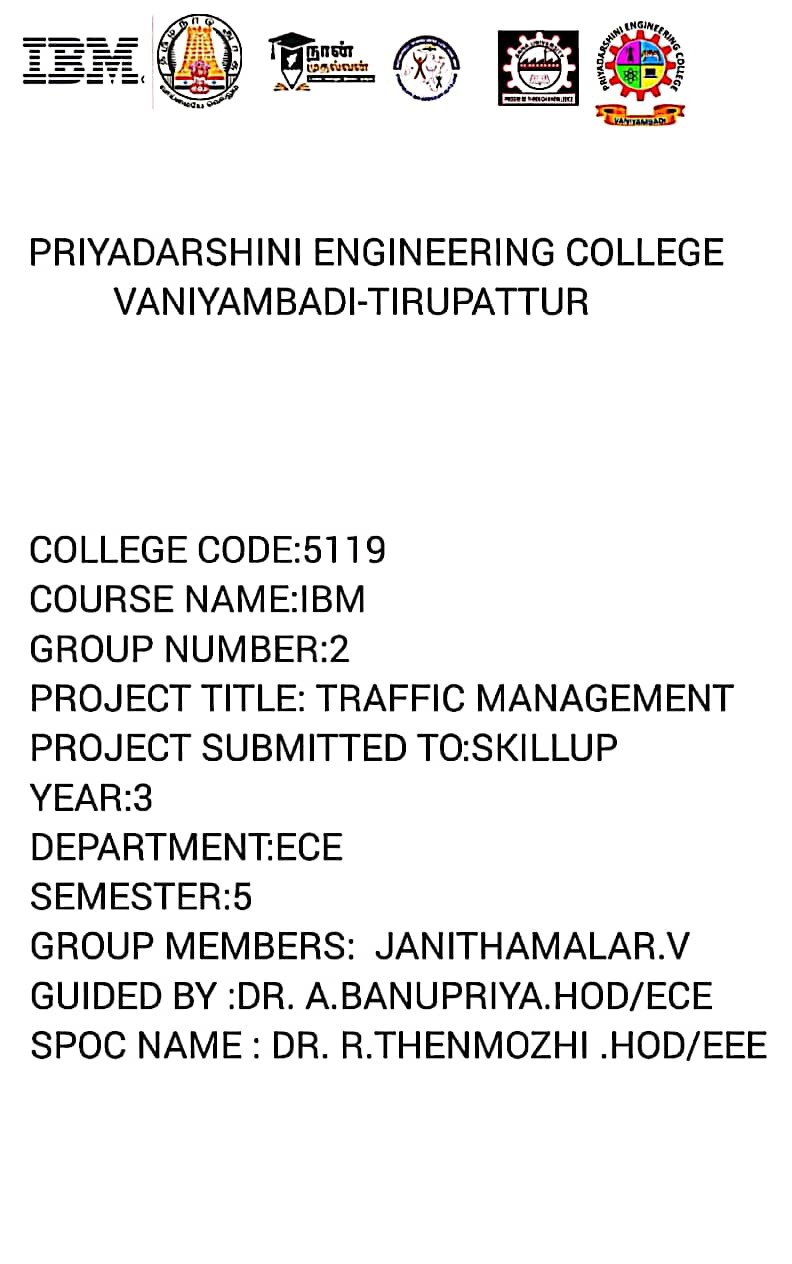 IBM
நான்
முதல்வன்
PRIYADARSHINI ENGINEERING COLLEGE
VANIYAMBADI
PRIYADARSHINI ENGINEERING COLLEGE
VANIYAMBADI-TIRUPATTUR
COLLEGE CODE:5119
COURSE NAME:IBM
GROUP NUMBER:2
PROJECT TITLE: TRAFFIC MANAGEMENT
PROJECT SUBMITTED TO:SKILLUP
YEAR:3
DEPARTMENT:ECE
SEMESTER:5
GROUP MEMBERS:  JANITHAMALAR.V
GUIDED BY :DR. A.BANUPRIYA.HOD/ECE
SPOC NAME : DR. R.THENMOZHI .HOD/EEE